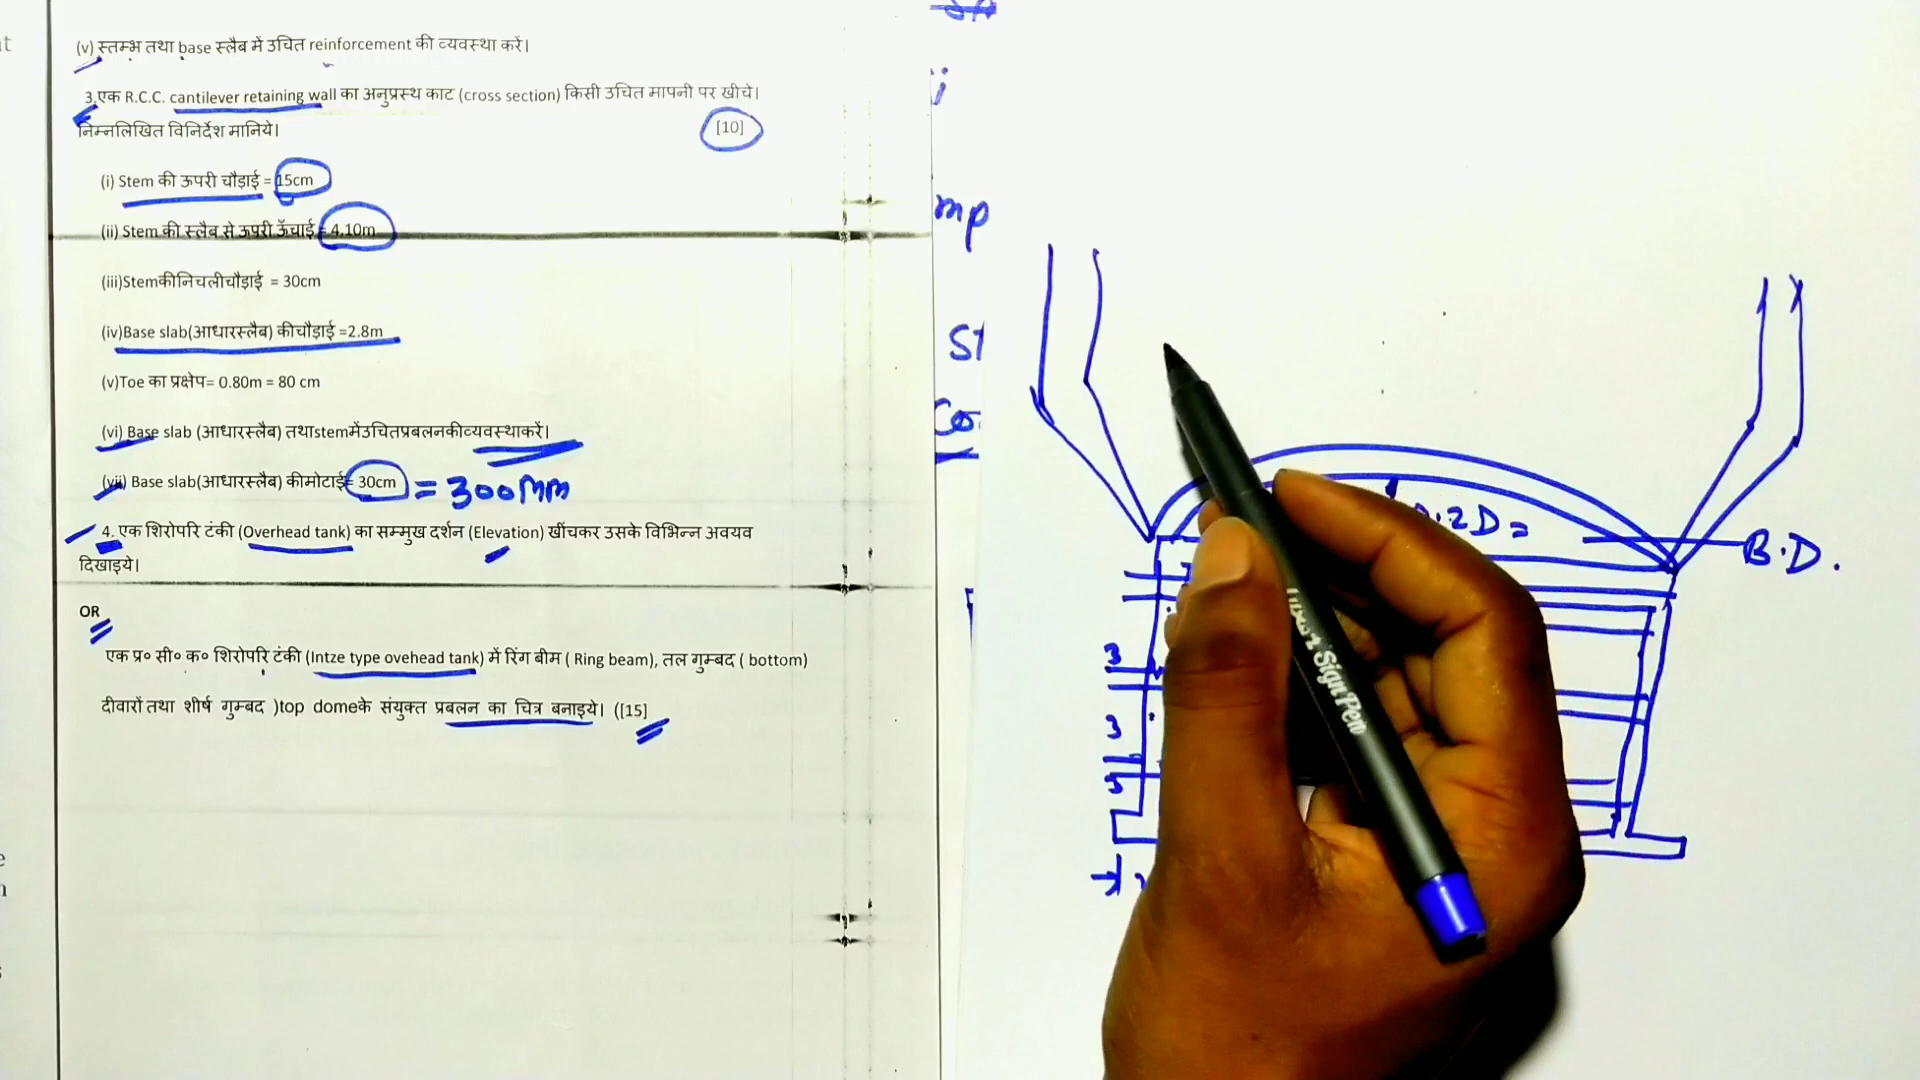 (v) स्तम्भ तथा base स्लैब में उचित reinforcement की व्यवस्था करें।
3.एक R.C.C. cantilever retaining wall का अनुप्रस्थ काट (cross section) किसी उचित मापनी पर खीचे।
निम्नलिखित विनिर्देश मानिये। [10]
(i) Stem की ऊपरी चौड़ाई = 15cm
(ii) Stem की स्लैब से ऊपरी ऊँचाई = 4.10m
(iii)Stemकीनिचलीचौड़ाई = 30cm
(iv)Base slab(आधारस्लैब) कीचौड़ाई =2.8m
(v)Toe का प्रक्षेप= 0.80m = 80 cm
(vi) Base slab (आधारस्लैब) तथाstemमेंउचितप्रबलनकीव्यवस्थाकरें।
(vii) Base slab(आधारस्लैब) कीमोटाई= 30cm = 300mm
4. एक शिरोपरि टंकी (Overhead tank) का सम्मुख दर्शन (Elevation) खींचकर उसके विभिन्न अवयव
दिखाइये।
OR
एक प्र० सी० क० शिरोपरि टंकी (Intze type ovehead tank) में रिंग बीम ( Ring beam), तल गुम्बद ( bottom)
दीवारों तथा शीर्ष गुम्बद )top domeके संयुक्त प्रबलन का चित्र बनाइये। ([15]
mp
St
Co
.2D=
B.D.
3
3